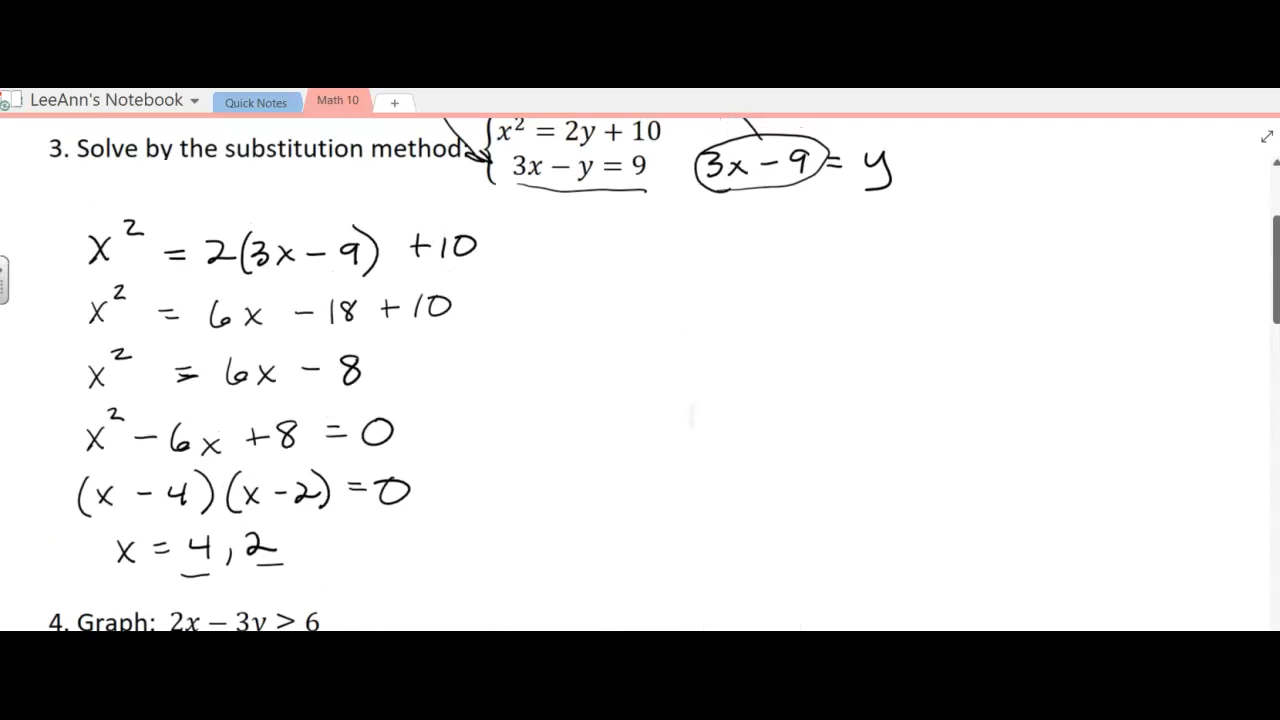 LeeAnn's Notebook
Quick Notes
Math 10
+
3. Solve by the substitution method:
x² = 2y + 10
3x − y = 9
3x − 9 = y
x² = 2(3x − 9) + 10
x² = 6x − 18 + 10
x² = 6x − 8
x² − 6x + 8 = 0
(x − 4)(x − 2) = 0
x = 4, 2
4. Graph: 2x − 3y > 6